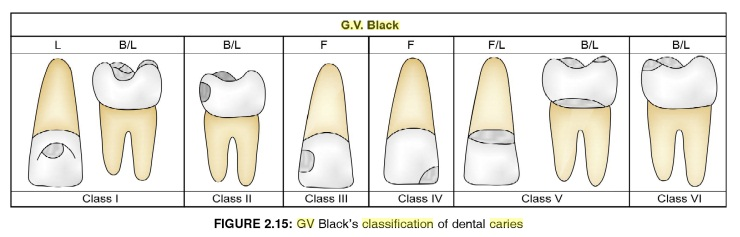 G.V. Black
L B/L B/L F F F/L B/L B/L
Class I Class II Class III Class IV Class V Class VI
FIGURE 2.15: GV Black's classification of dental caries